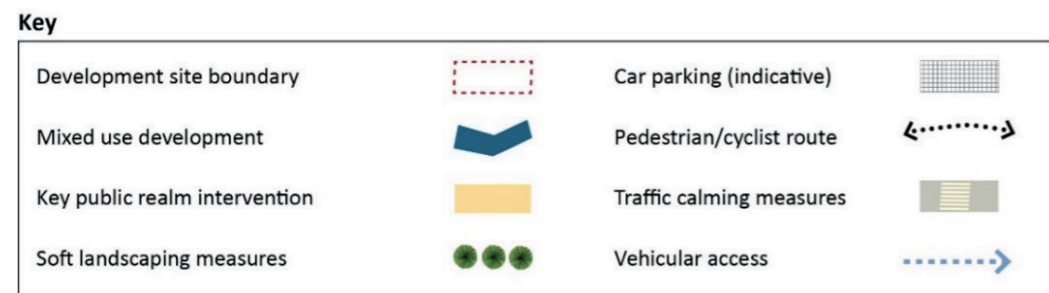 Key
Development site boundary
Car parking (indicative)
Mixed use development
Pedestrian/cyclist route
Key public realm intervention
Traffic calming measures
Soft landscaping measures
Vehicular access